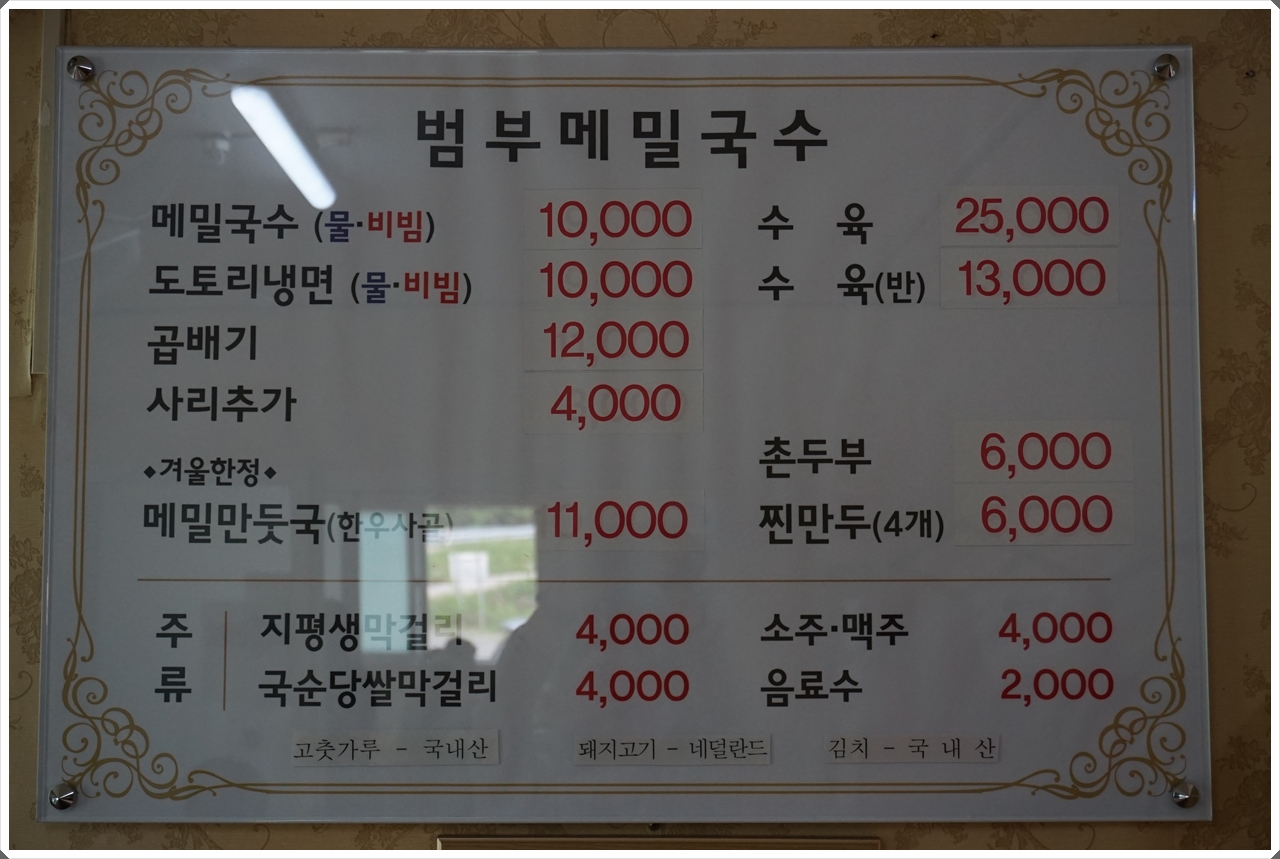 범부메밀국수
메밀국수 (물·비빔) 10,000
도토리냉면 (물·비빔) 10,000
곱배기 12,000
사리추가 4,000
◆겨울한정◆
메밀만둣국(한우사골) 11,000
수 육 25,000
수 육(반) 13,000
촌두부 6,000
찐만두(4개) 6,000
주류
지평생막걸리 4,000
국순당쌀막걸리 4,000
소주·맥주 4,000
음료수 2,000
고춧가루 - 국내산
돼지고기 - 네덜란드
김치 - 국 내 산